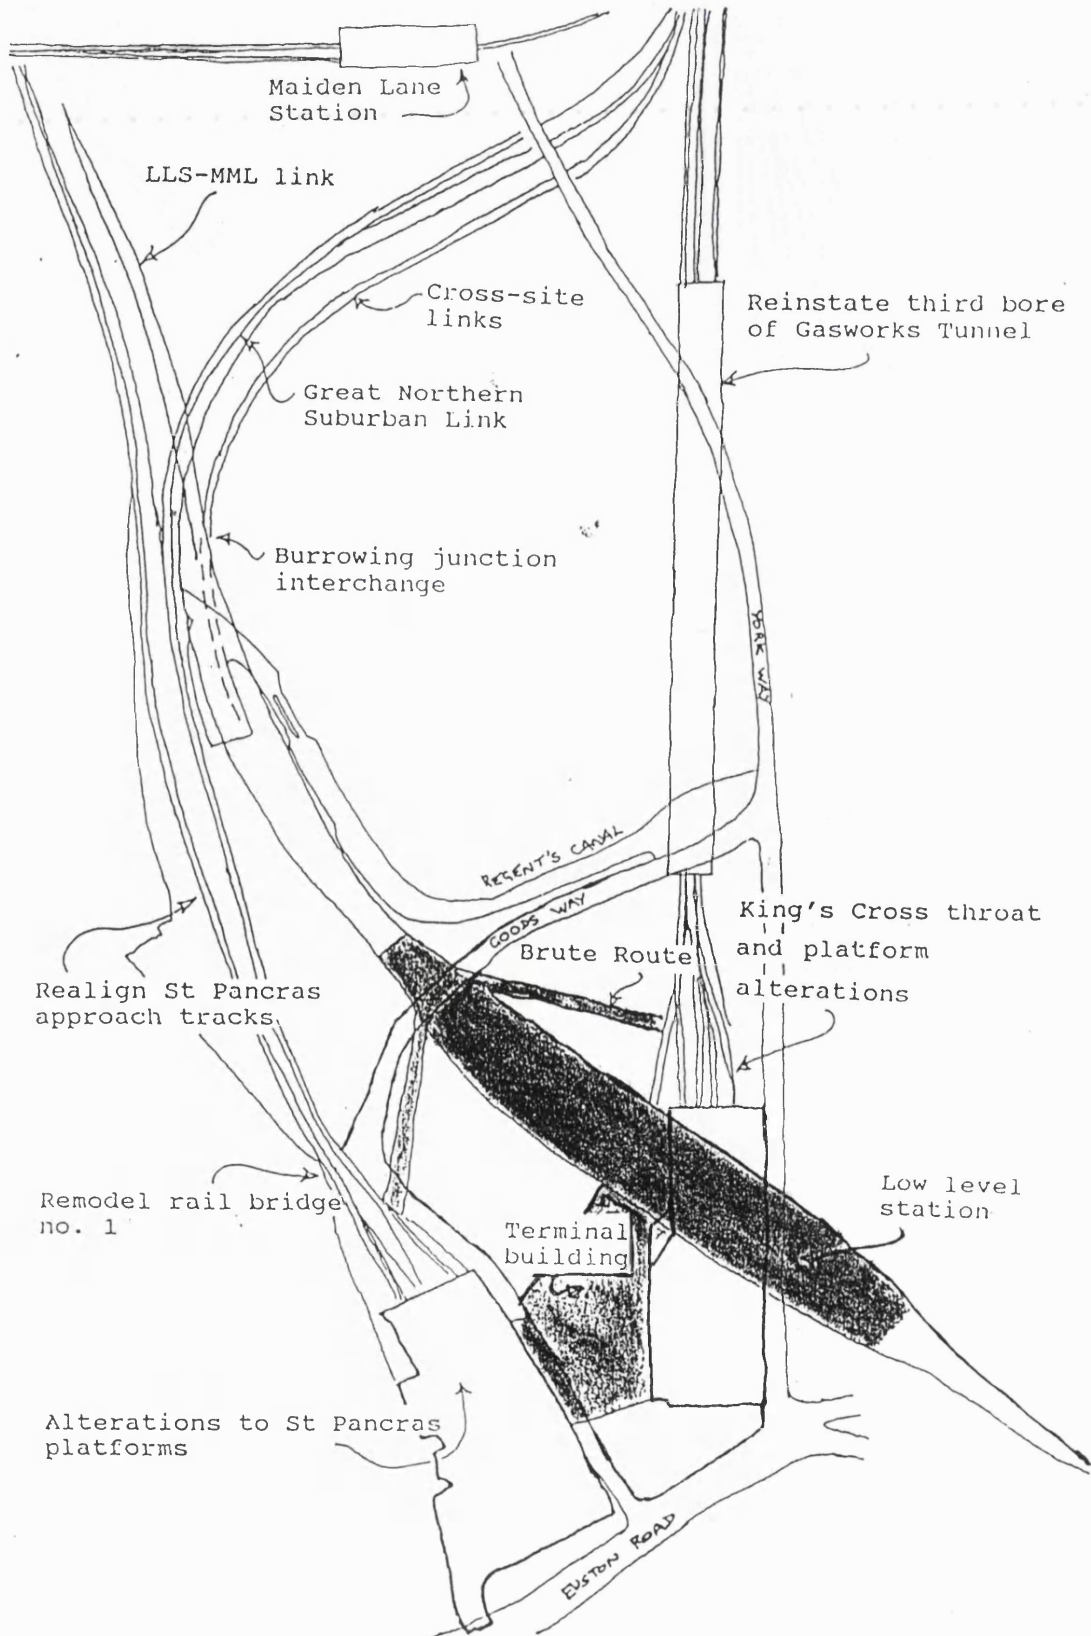 Maiden Lane
Station
LLS-MML link
Cross-site
links
Reinstate third bore
of Gasworks Tunnel
Great Northern
Suburban Link
Burrowing junction
interchange
YORK WAY
REGENT'S CANAL
GOODS WAY
King's Cross throat
and platform
alterations
Brute Route
Realign St Pancras
approach tracks
Remodel rail bridge
no. 1
Low level
station
Terminal
building
Alterations to St Pancras
platforms
EUSTON ROAD